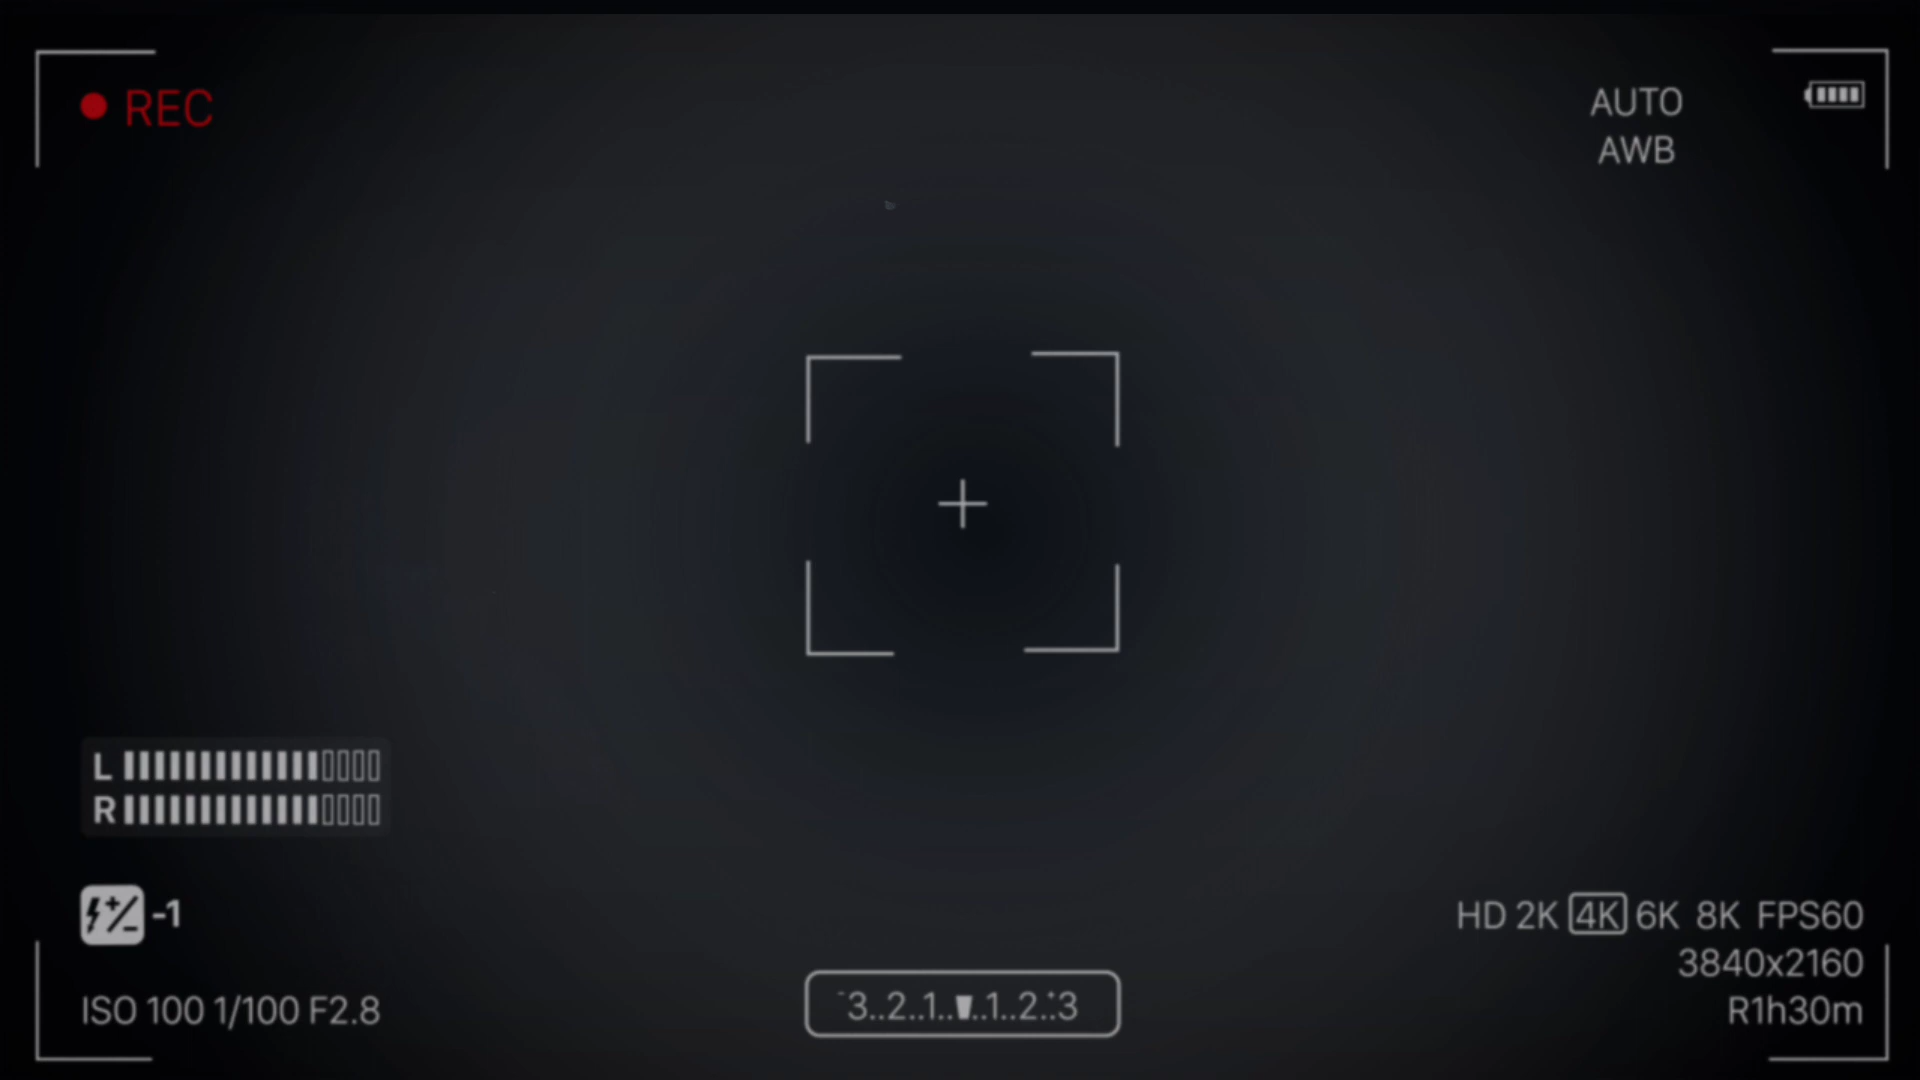 REC
AUTO
AWB
L
R
-1
HD 2K 4K 6K 8K FPS60
3840x2160
ISO 100 1/100 F2.8
-3..2..1....1..2..+3
R1h30m